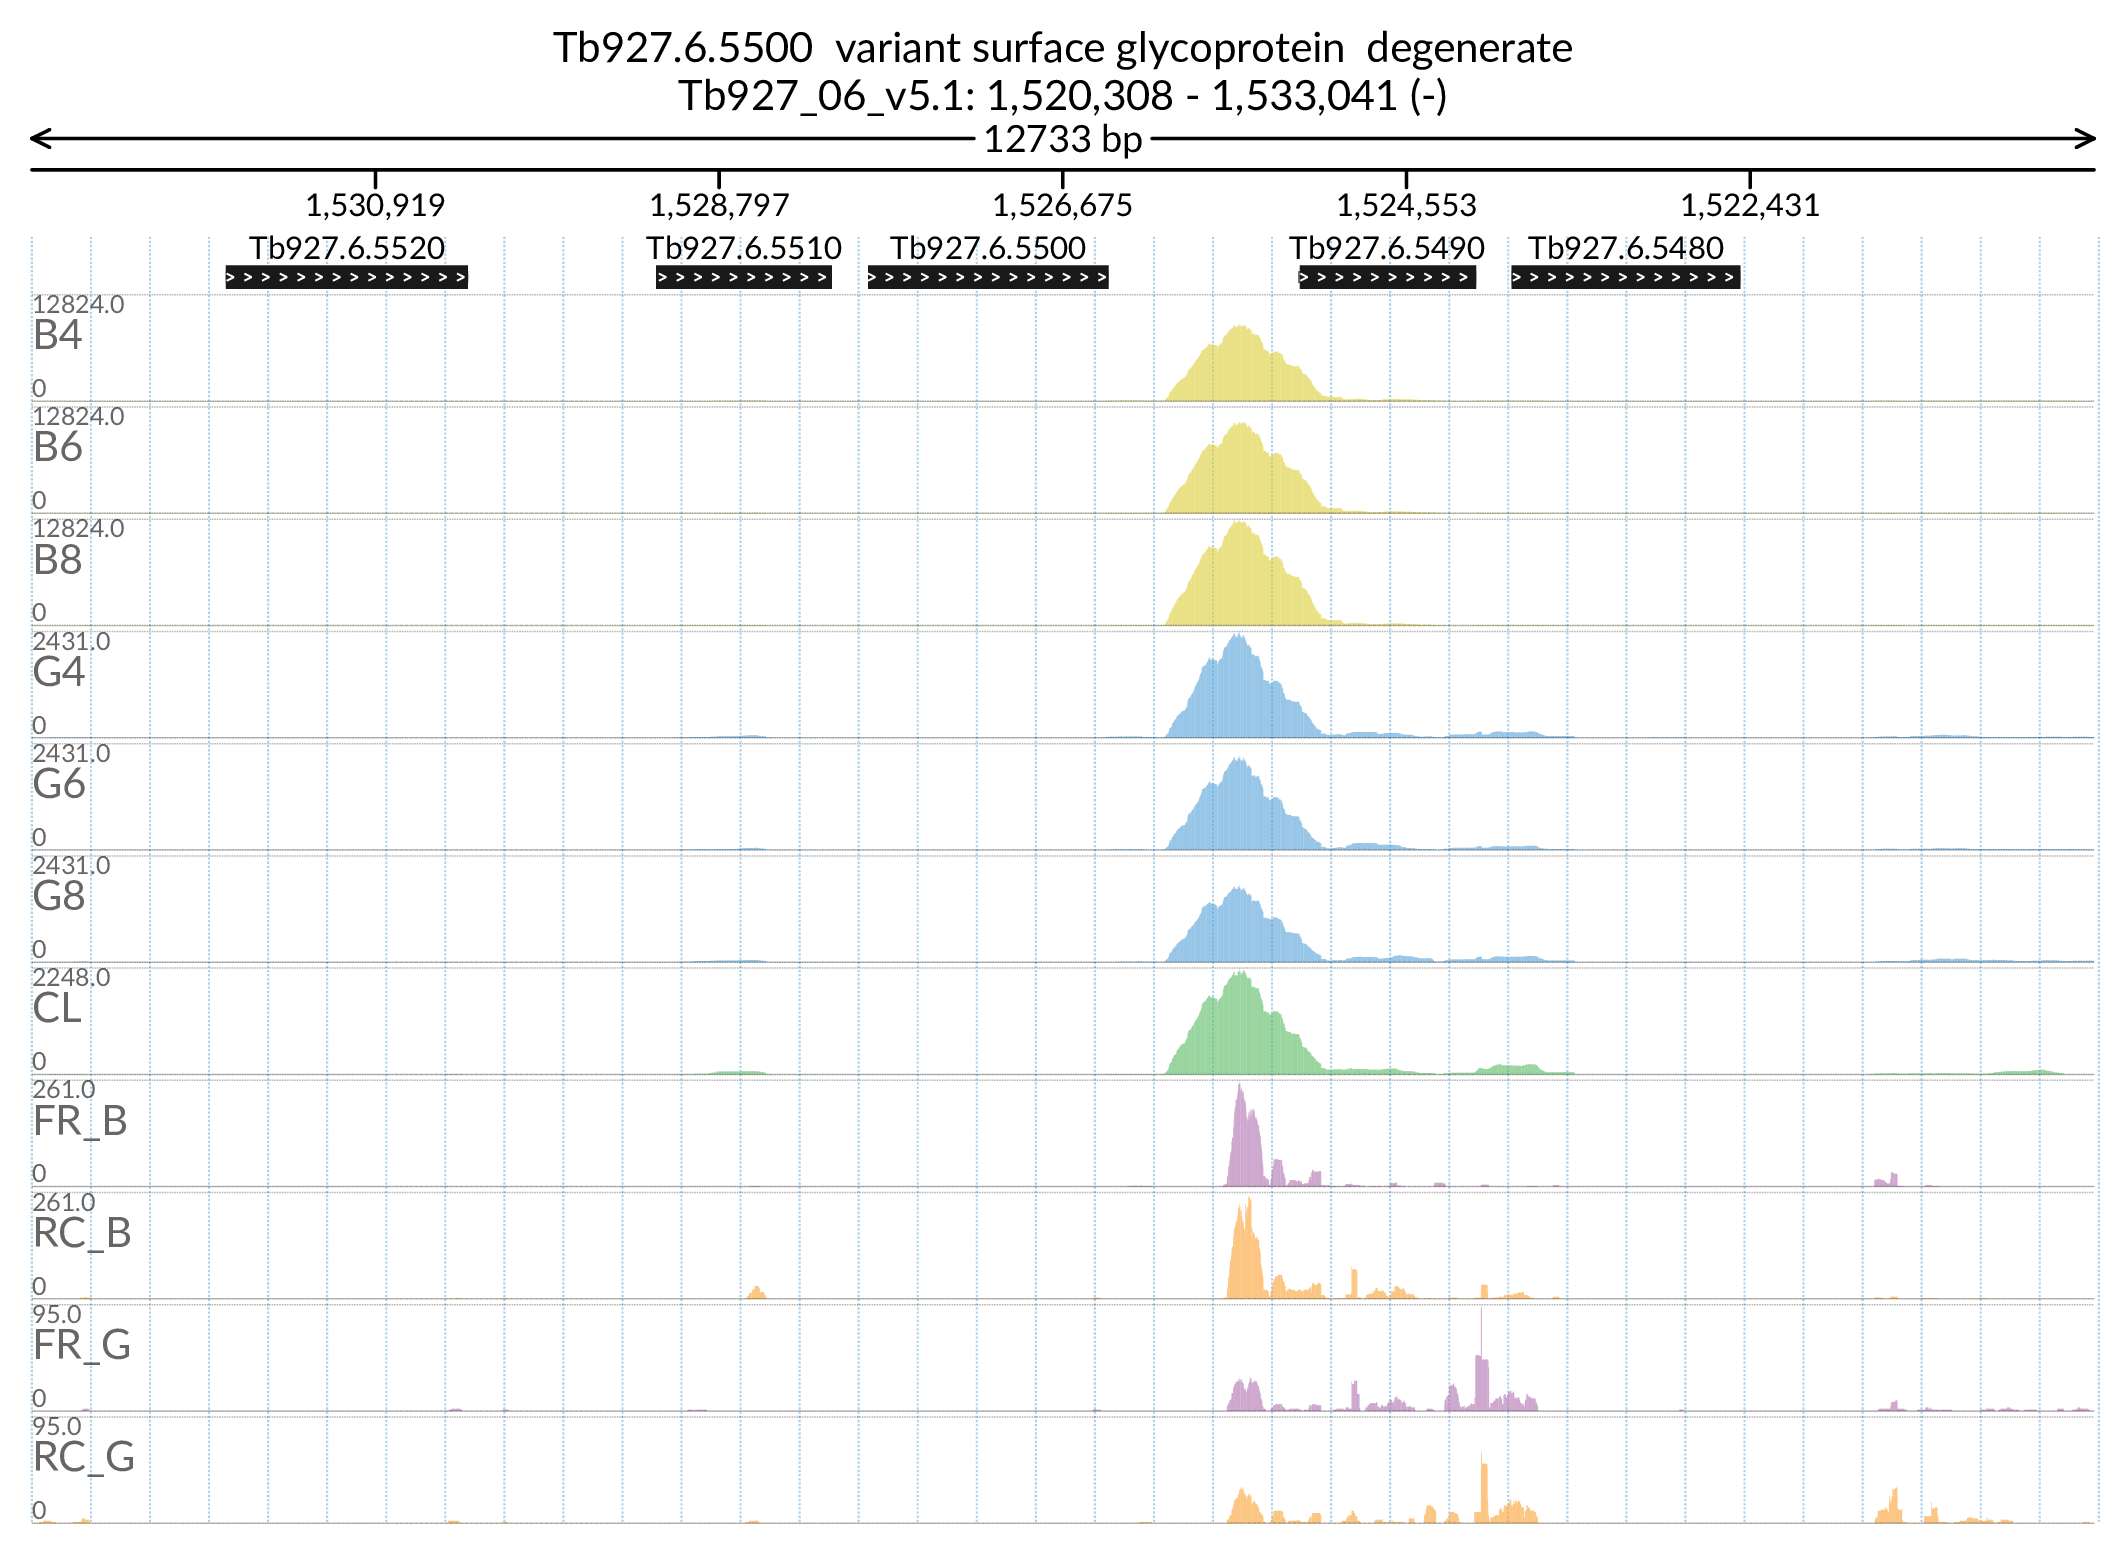 Tb927.6.5500 variant surface glycoprotein degenerate
Tb927_06_v5.1: 1,520,308 - 1,533,041 (-)
12733 bp
1,530,919 1,528,797 1,526,675 1,524,553 1,522,431
Tb927.6.5520 Tb927.6.5510 Tb927.6.5500 Tb927.6.5490 Tb927.6.5480
12824.0
B4
0
12824.0
B6
0
12824.0
B8
0
2431.0
G4
0
2431.0
G6
0
2431.0
G8
0
2248.0
CL
0
261.0
FR_B
0
261.0
RC_B
0
95.0
FR_G
0
95.0
RC_G
0